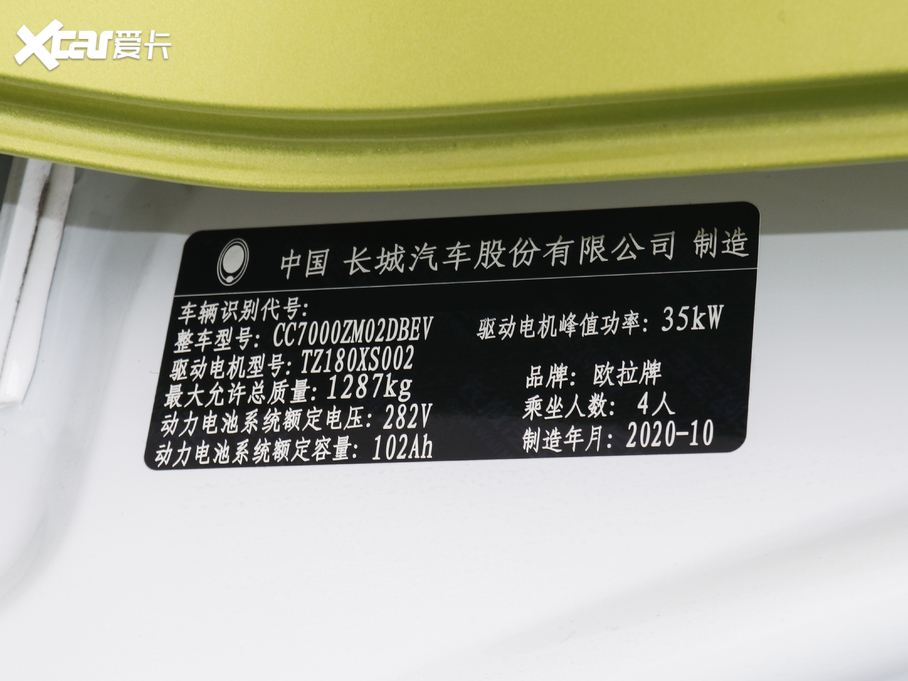 Xcar爱卡
中国 长城汽车股份有限公司 制造
车辆识别代号:
整车型号: CC7000ZM02DBEV
驱动电机峰值功率: 35kW
驱动电机型号: TZ180XS002
最大允许总质量: 1287kg
品牌: 欧拉牌
动力电池系统额定电压: 282V
乘坐人数: 4人
动力电池系统额定容量: 102Ah
制造年月: 2020-10